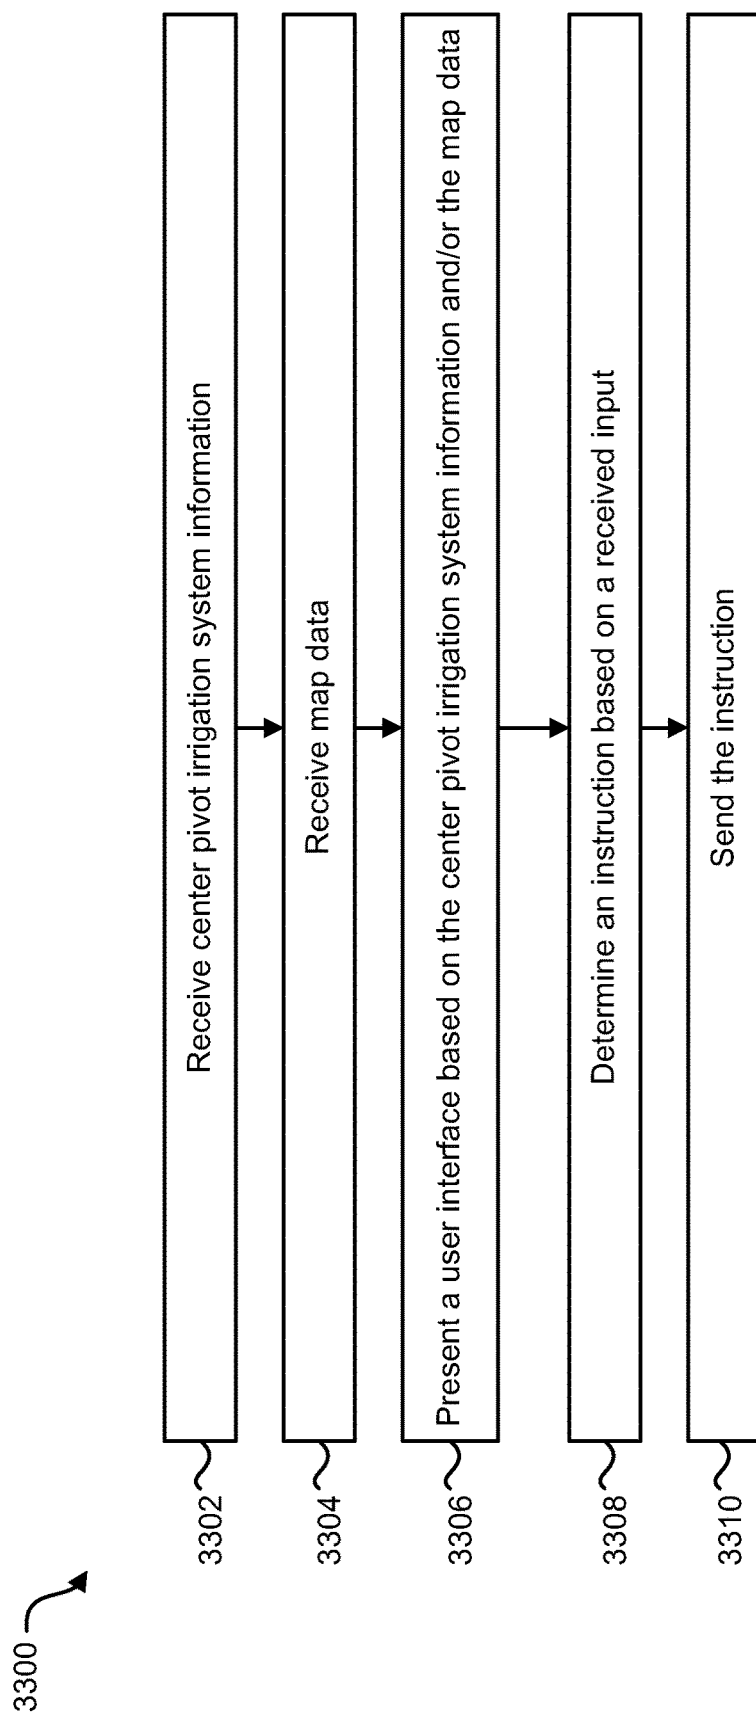 3300
3302
Receive center pivot irrigation system information
3304
Receive map data
3306
Present a user interface based on the center pivot irrigation system information and/or the map data
3308
Determine an instruction based on a received input
3310
Send the instruction